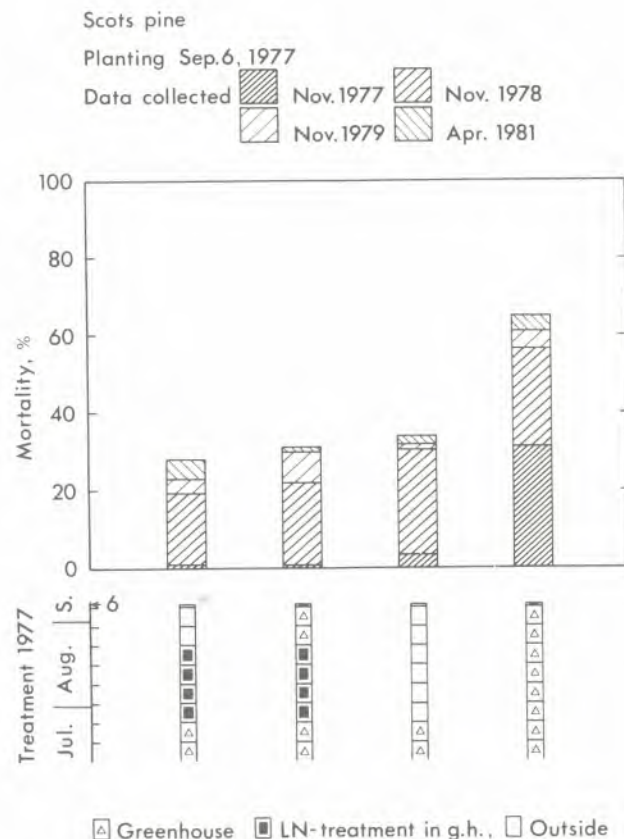 Scots pine
Planting Sep.6, 1977
Data collected Nov. 1977 Nov. 1978
Nov. 1979 Apr. 1981
100
80
60
40
20
0
Mortality, %
6
S.
Aug.
Jul.
Treatment 1977
Greenhouse LN-treatment in g.h., Outside